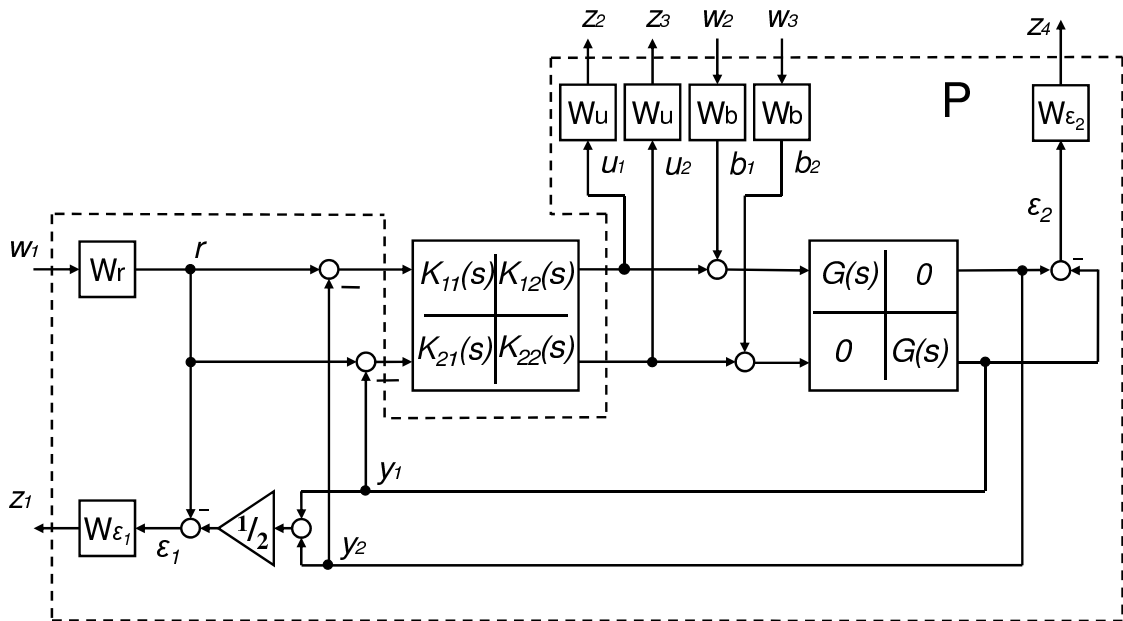 z2 z3 w2 w3 z4
P
Wu Wu Wb Wb Wε2
u1 u2 b1 b2
ε2
w1 Wr r
− −
K11(s) K12(s) G(s) 0
K21(s) K22(s) 0 G(s)
−
y1
z1 Wε1 ε1 − 1/2
y2